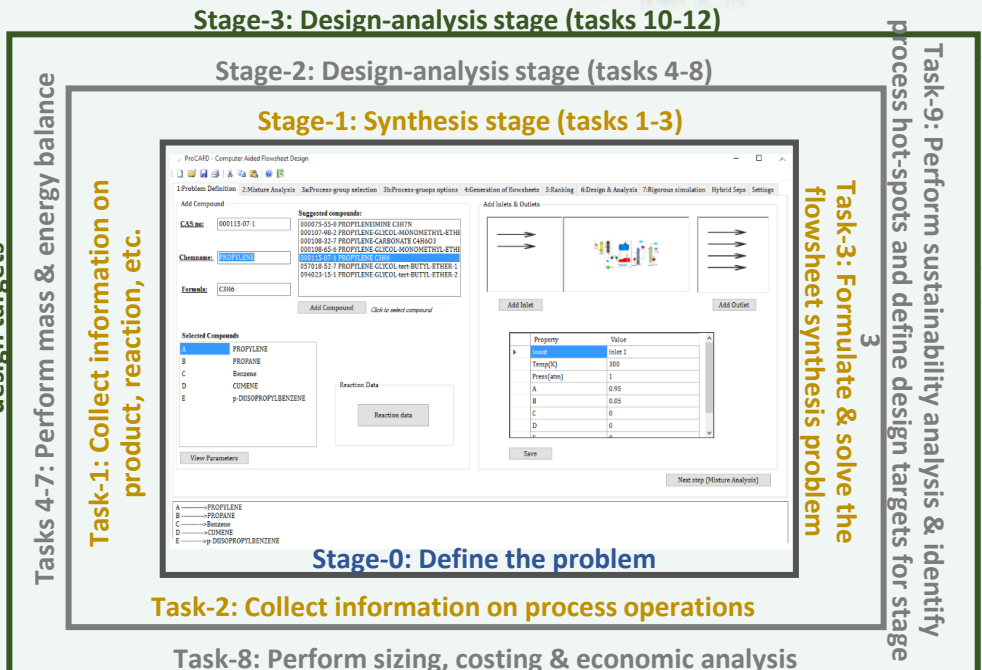 Stage-3: Design-analysis stage (tasks 10-12)
Stage-2: Design-analysis stage (tasks 4-8)
Stage-1: Synthesis stage (tasks 1-3)
design targets
Tasks 4-7: Perform mass & energy balance
Task-1: Collect information on
product, reaction, etc.
ProCAFD - Computer Aided Flowsheet Design
1:Problem Definition 2:Mixture Analysis 3a:Process-group selection 3b:Process-groups options 4:Generation of flowsheets 5:Ranking 6:Design & Analysis 7:Rigorous simulation Hybrid Seps Settings
Add Compound
CAS no: 000115-07-1
Chemname: PROPYLENE
Formula: C3H6
Suggested compounds:
000075-55-8 PROPYLENEIMINE C3H7N
000107-98-2 PROPYLENE-GLYCOL-MONOMETHYL-ETHE
000108-32-7 PROPYLENE-CARBONATE C4H6O3
000108-65-6 PROPYLENE-GLYCOL-MONOMETHYL-ETHE
000115-07-1 PROPYLENE C3H6
057018-52-7 PROPYLENE-GLYCOL-tert-BUTYL-ETHER-1
094023-15-1 PROPYLENE-GLYCOL-tert-BUTYL-ETHER-2
Add Compound Click to select compound
Selected Compounds
A PROPYLENE
B PROPANE
C Benzene
D CUMENE
E p-DIISOPROPYLBENZENE
Reaction Data
Reaction data
View Parameters
Add Inlets & Outlets
Add Inlet Add Outlet
Property Value
inout inlet 1
Temp(K) 300
Press(atm) 1
A 0.95
B 0.05
C 0
D 0
E 0
Save
Next step (Mixture Analysis)
A ----------->PROPYLENE
B ----------->PROPANE
C ----------->Benzene
D ----------->CUMENE
E ----------->p-DIISOPROPYLBENZENE
Stage-0: Define the problem
Task-2: Collect information on process operations
Task-8: Perform sizing, costing & economic analysis
Task-3: Formulate & solve the
flowsheet synthesis problem
Task-9: Perform sustainability analysis & identify
process hot-spots and define design targets for stage
3